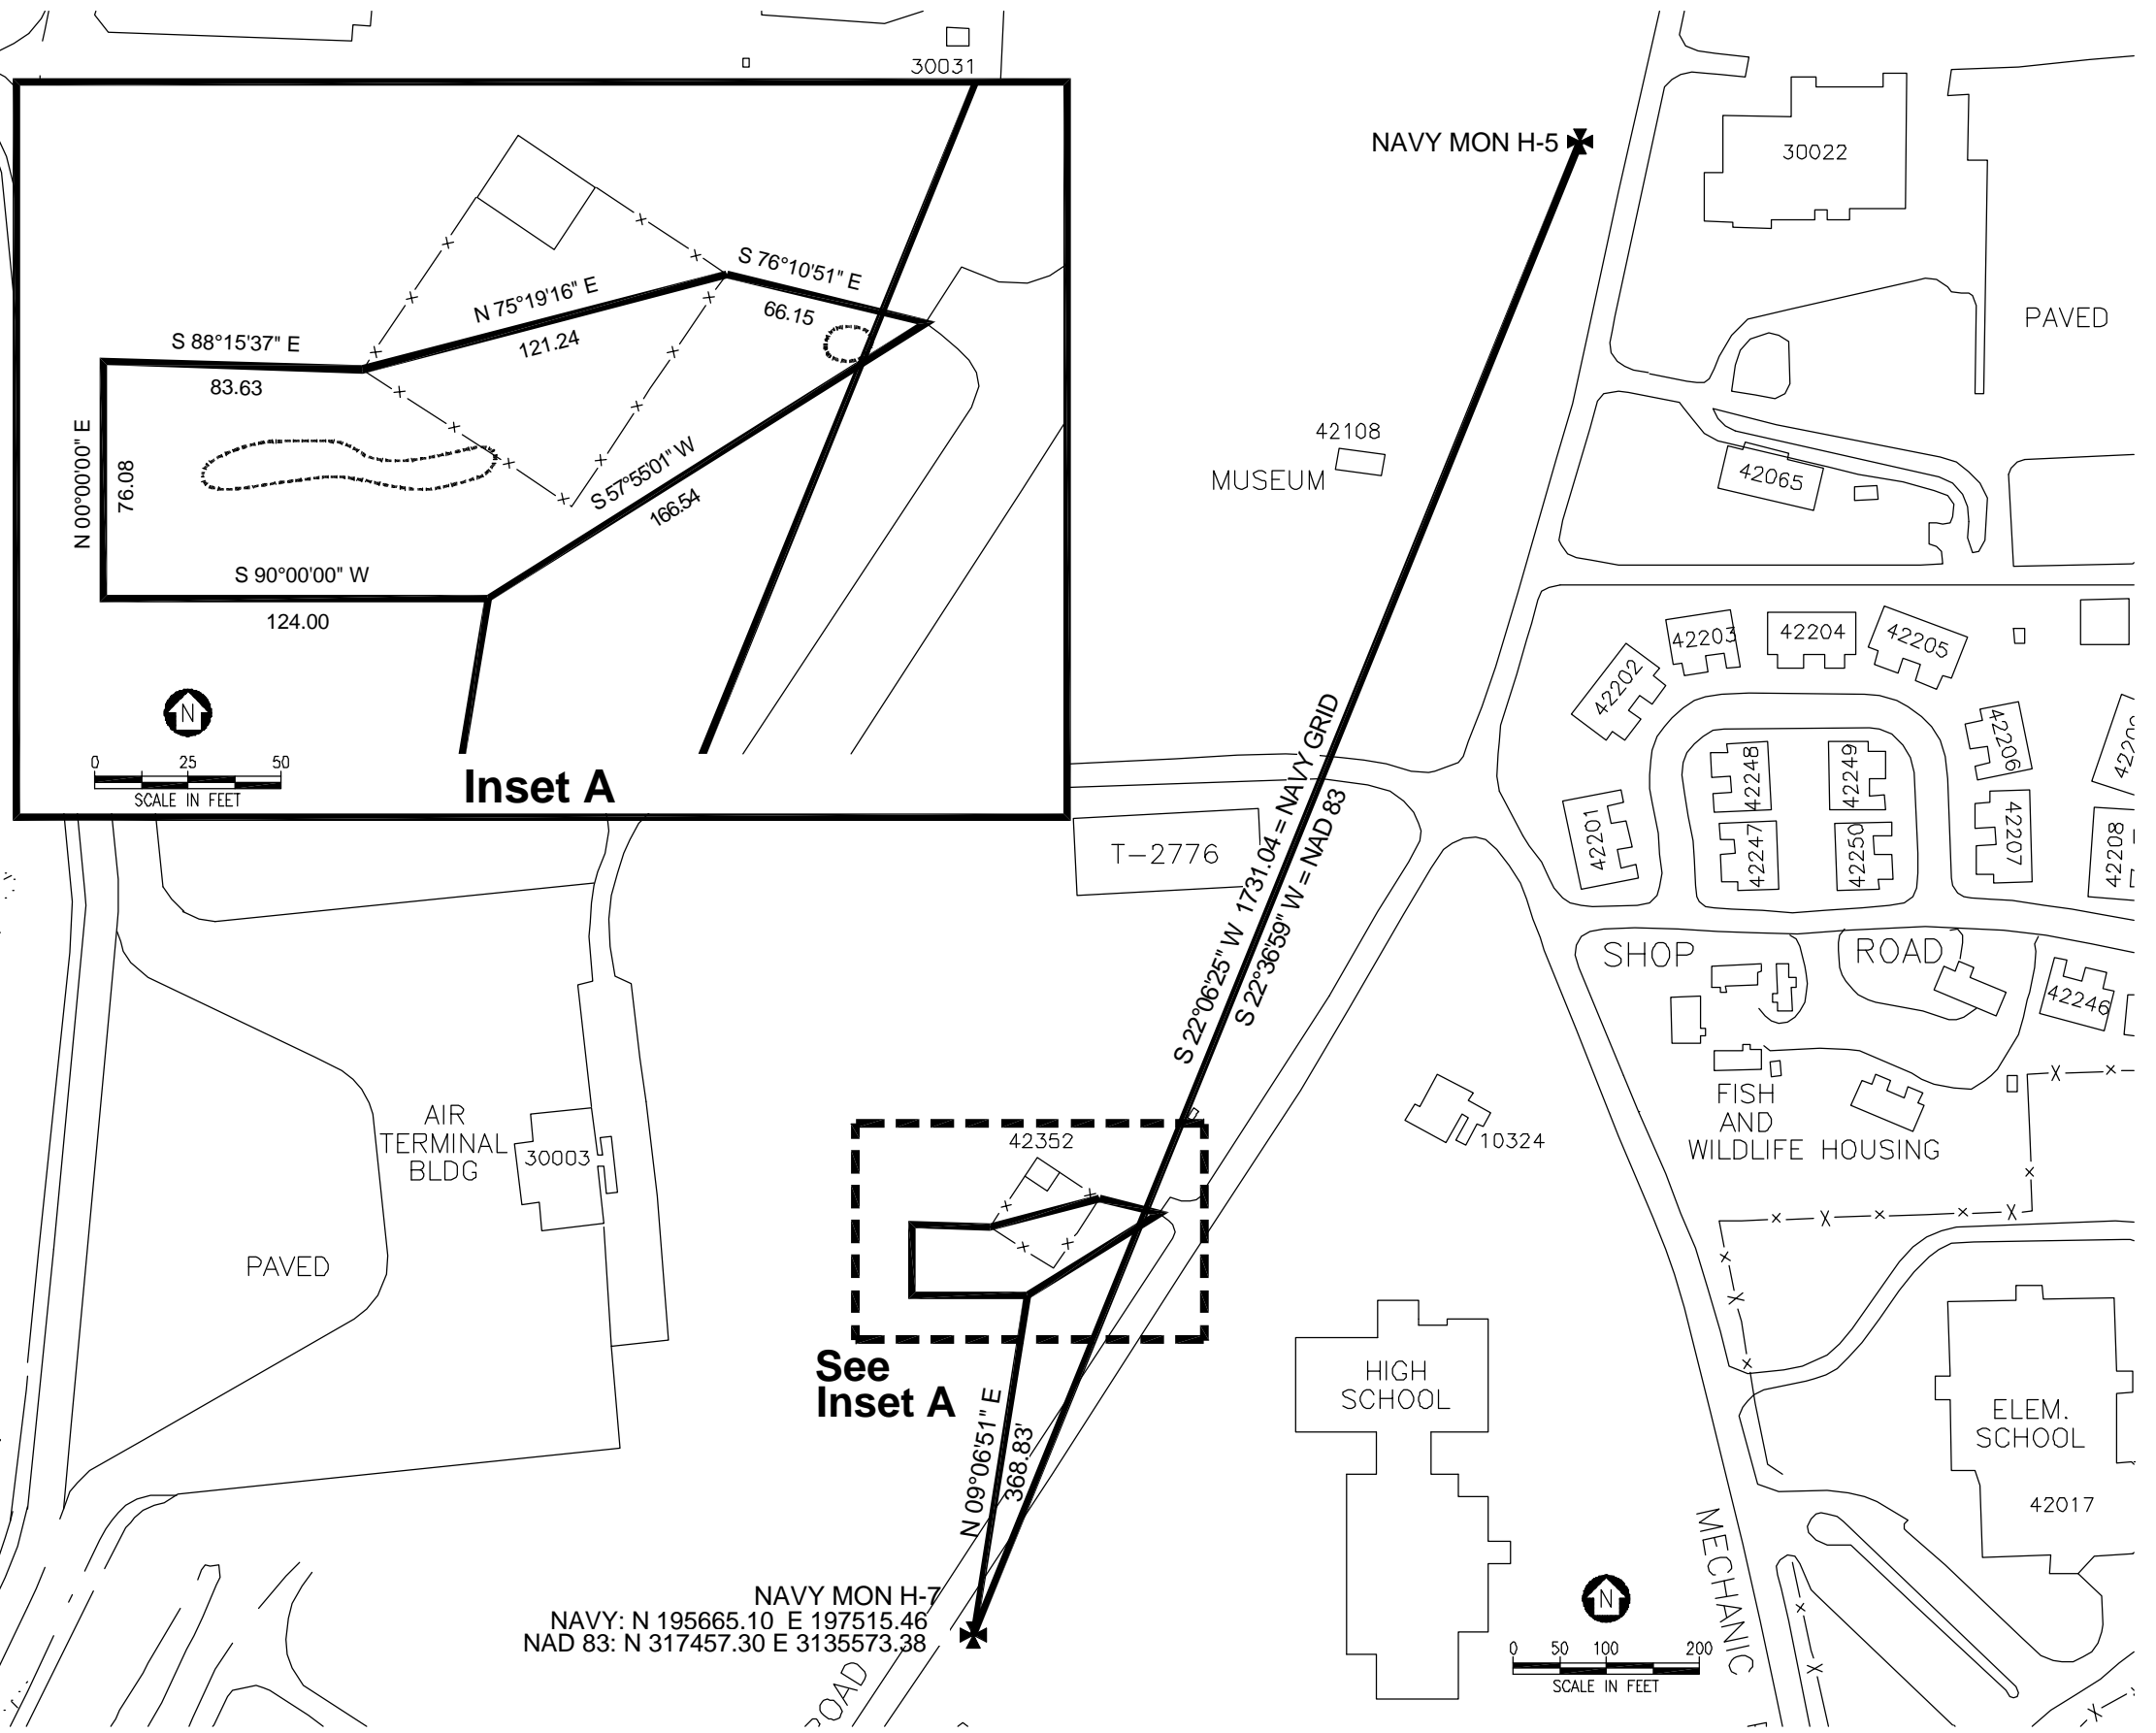 30031
S 76°10'51" E
66.15
N 75°19'16" E
121.24
S 88°15'37" E
83.63
N 00°00'00" E
76.08
S 57°55'01" W
166.54
S 90°00'00" W
124.00
N
0 25 50
SCALE IN FEET
Inset A
NAVY MON H-5
30022
PAVED
42108
MUSEUM
42065
42202
42203
42204
42205
42206
42207
42208
42201
42248
42249
42247
42250
T-2776
S 22°06'25" W 1731.04 = NAVY GRID
S 22°36'59" W = NAD 83
SHOP ROAD
42246
FISH
AND
WILDLIFE HOUSING
AIR
TERMINAL
BLDG
30003
PAVED
42352
10324
See
Inset A
N 09°06'51" E
368.83'
HIGH
SCHOOL
ELEM.
SCHOOL
42017
MECHANIC
NAVY MON H-7
NAVY: N 195665.10 E 197515.46
NAD 83: N 317457.30 E 3135573.38
ROAD
N
0 50 100 200
SCALE IN FEET